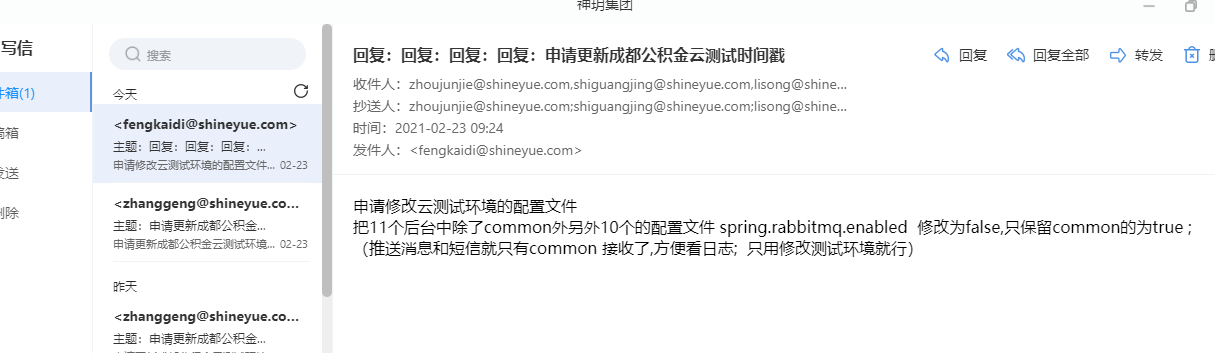 神玥集团
写信
件箱(1)
稿箱
发送
删除
搜索
今天
<fengkaidi@shineyue.com>
主题：回复：回复：回复：...
申请修改云测试环境的配置文件... 02-23
<zhanggeng@shineyue.co...
主题：申请更新成都公积金...
申请更新成都公积金云测试环境... 02-23
昨天
<zhanggeng@shineyue.co...
主题：申请更新成都公积金...
回复：回复：回复：回复：申请更新成都公积金云测试时间戳
回复 回复全部 转发
收件人：zhoujunjie@shineyue.com,shiguangjing@shineyue.com,lisong@shine...
抄送人：zhoujunjie@shineyue.com;shiguangjing@shineyue.com;lisong@shine...
时间：2021-02-23 09:24
发件人：<fengkaidi@shineyue.com>
申请修改云测试环境的配置文件
把11个后台中除了common外另外10个的配置文件 spring.rabbitmq.enabled 修改为false,只保留common的为true ;
（推送消息和短信就只有common 接收了,方便看日志; 只用修改测试环境就行）